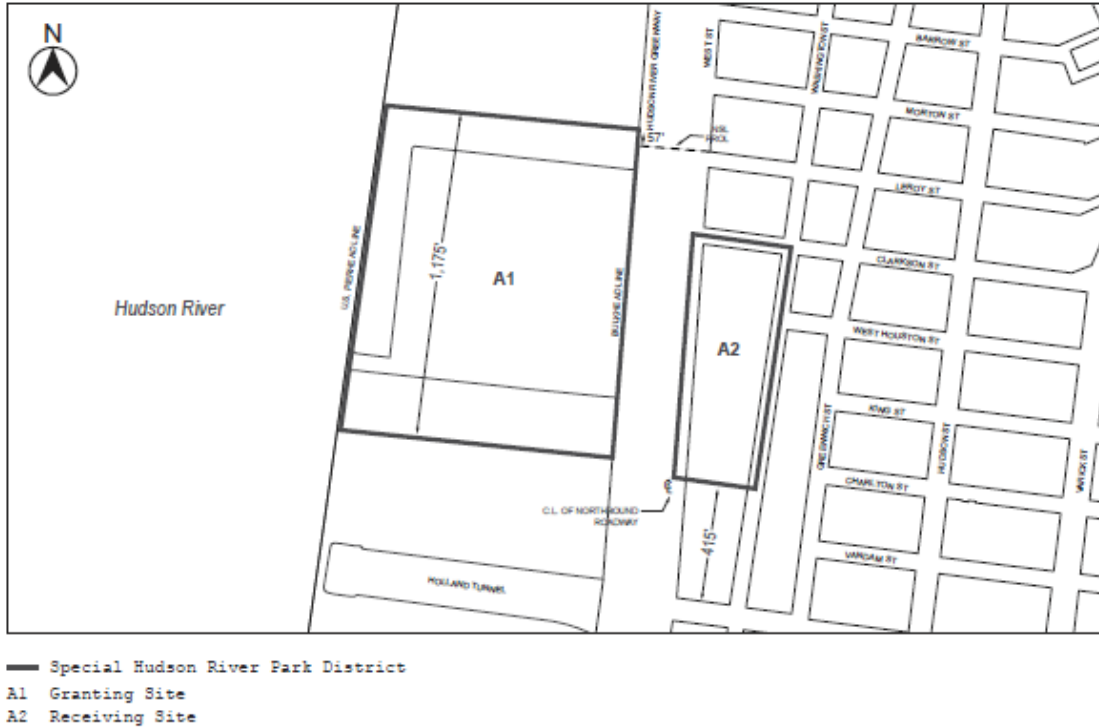 N
HUDSON RIVER GREENWAY
WEST ST
WASHINGTON ST
BARROW ST
MORTON ST
57'
NSL
PROL
LEROY ST
U.S. PIERHEAD LINE
1,175'
A1
Hudson River
BULKHEAD LINE
CLARKSON ST
A2
WEST HOUSTON ST
GREENWICH ST
KING ST
HUDSON ST
VARICK ST
CHARLTON ST
C.L. OF NORTHBOUND
ROADWAY
415'
VANDAM ST
HOLLAND TUNNEL
Special Hudson River Park District
A1 Granting Site
A2 Receiving Site